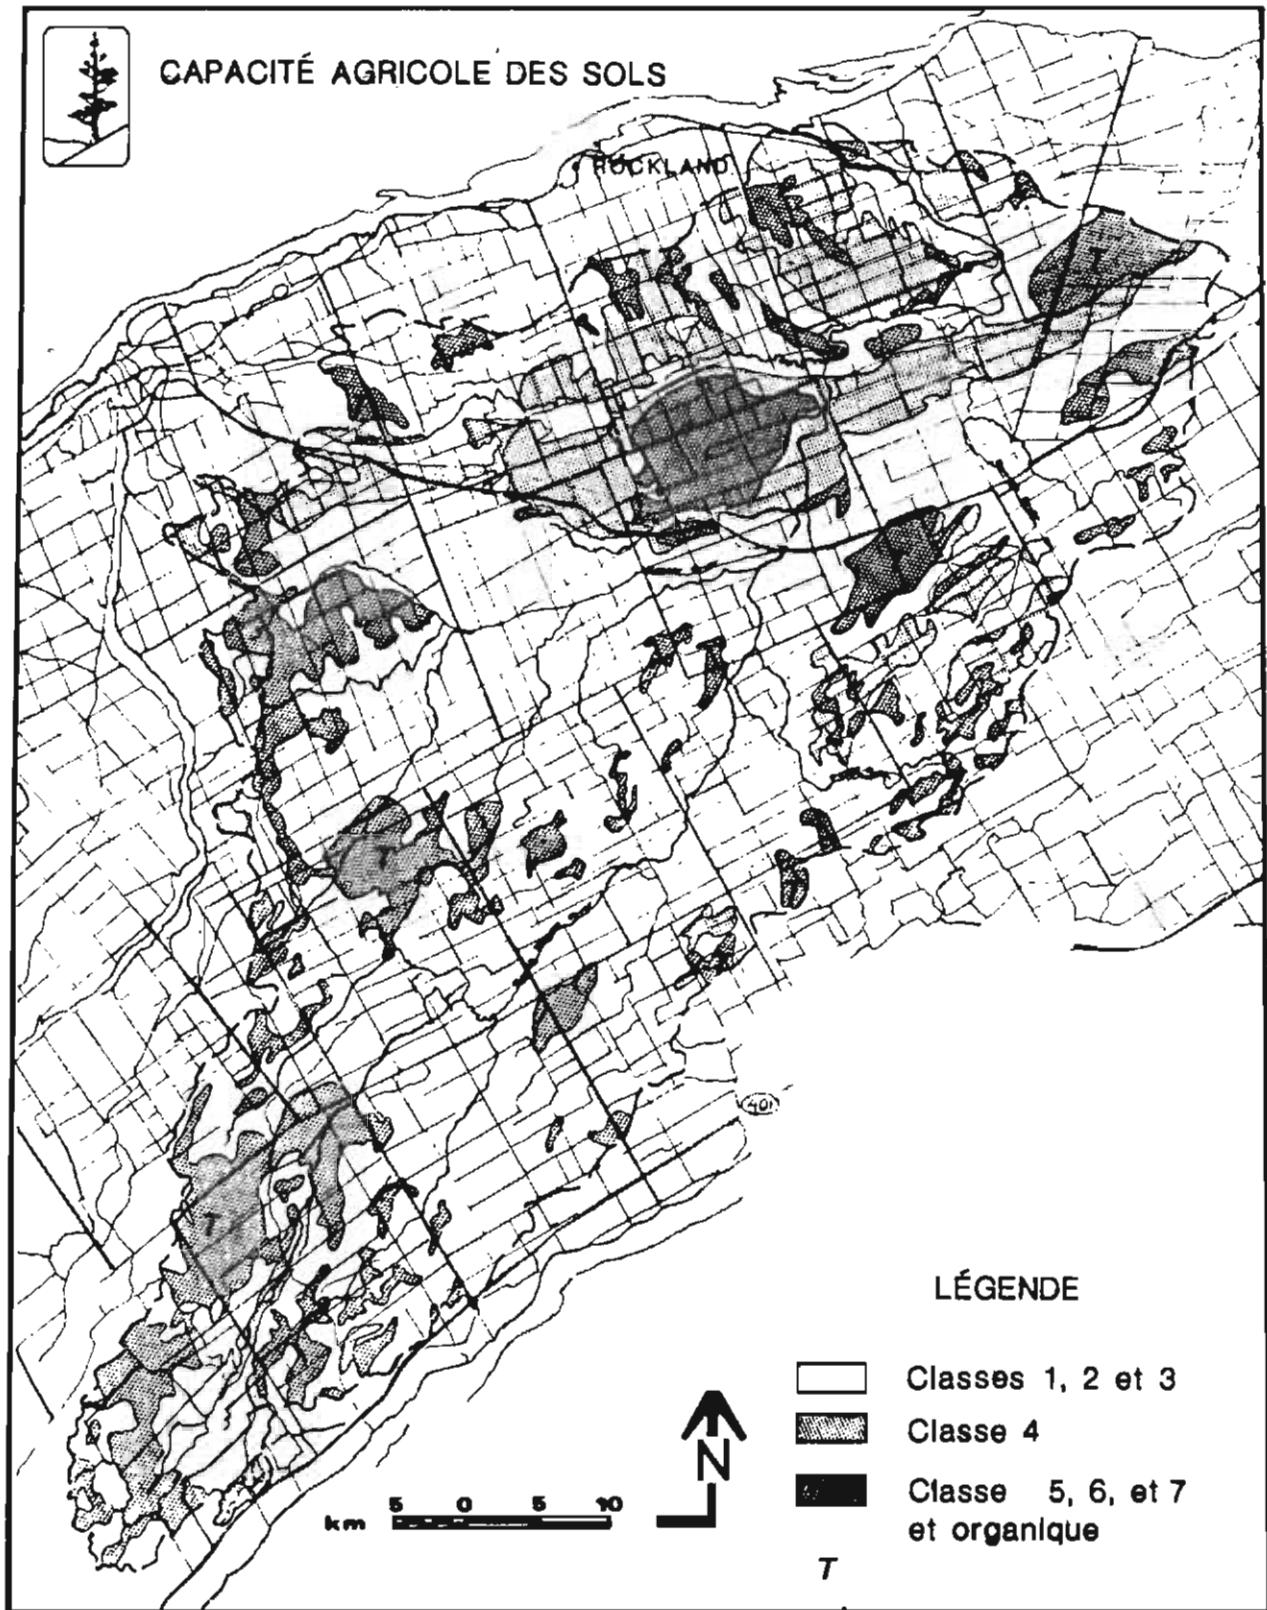 CAPACITÉ AGRICOLE DES SOLS
ROCKLAND
401
LÉGENDE
Classes 1, 2 et 3
Classe 4
Classe 5, 6, et 7
et organique
N
5 0 5 10
km
T